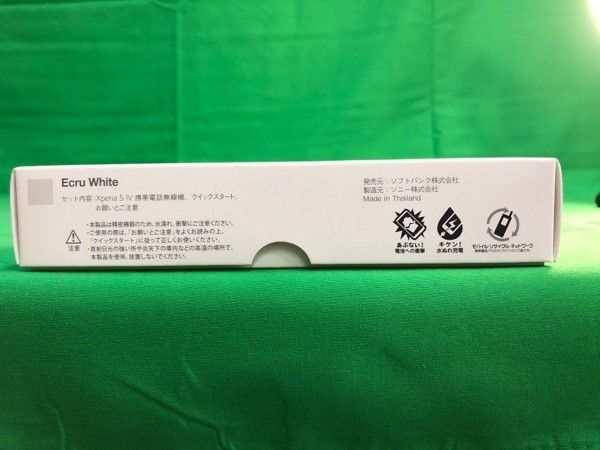 Ecru White
セット内容:Xperia 5 IV 携帯電話無線機、クイックスタート、
お願いとご注意
注意
・本製品は精密機器のため、水濡れ、衝撃にご注意ください。
・ご使用の際は、「お願いとご注意」をよくお読みの上、
「クイックスタート」に従って正しくお使いください。
・直射日光の強い所や炎天下の車内などの高温の場所で、
本製品を使用、放置しないでください。
発売元:ソフトバンク株式会社
製造元:ソニー株式会社
Made in Thailand
あぶない!
電池への衝撃
キケン!
水ぬれ充電
モバイル・リサイクル・ネットワーク